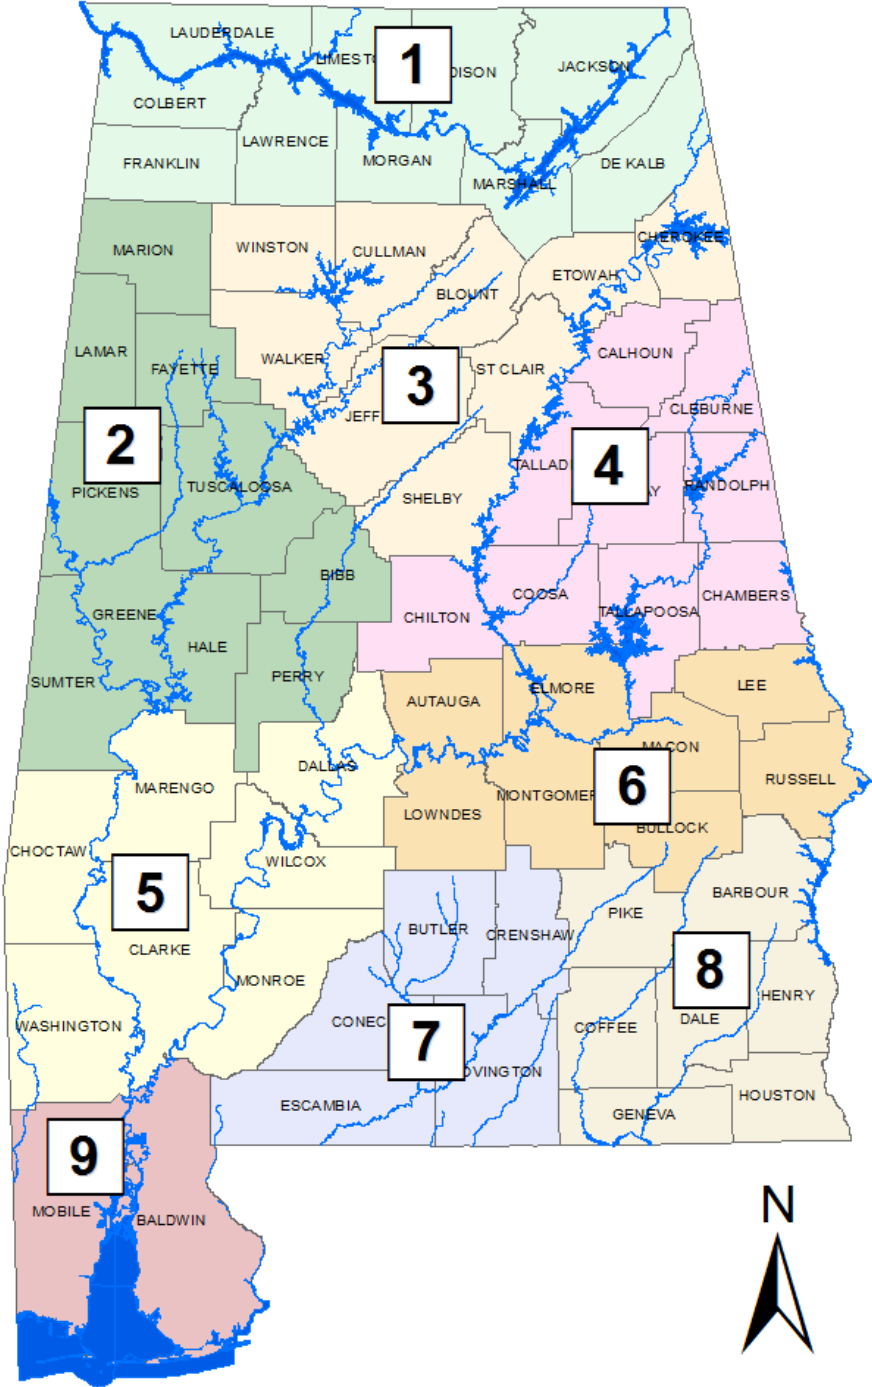 LAUDERDALE
LIMEST
1
DISON
JACKSON
COLBERT
LAWRENCE
FRANKLIN
MORGAN
MARSHALL
DE KALB
MARION
WINSTON
CULLMAN
CHEROKEE
ETOWAH
BLOUNT
LAMAR
FAYETTE
WALKER
3
ST CLAIR
CALHOUN
JEFF
CLEBURNE
2
PICKENS
TUSCALOOSA
SHELBY
TALLAD
4
AY
RANDOLPH
BIBB
GREENE
CHILTON
COOSA
TALLAPOOSA
CHAMBERS
HALE
SUMTER
PERRY
AUTAUGA
ELMORE
LEE
MACON
DALLAS
MARENGO
LOWNDES
MONTGOMER
6
RUSSELL
BULLOCK
CHOCTAW
WILCOX
5
BARBOUR
PIKE
BUTLER
CRENSHAW
CLARKE
MONROE
8
HENRY
WASHINGTON
CONEC
7
COFFEE
DALE
OVINGTON
ESCAMBIA
GENEVA
HOUSTON
9
MOBILE
BALDWIN
N